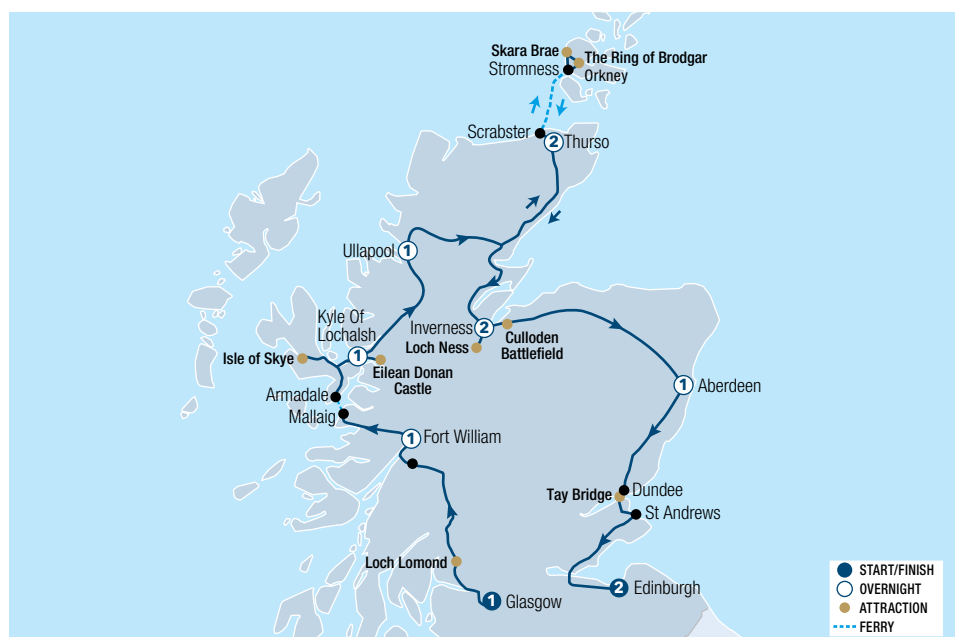 Skara Brae
The Ring of Brodgar
Stromness
Orkney
Scrabster
2
Thurso
Ullapool
1
Kyle Of
Lochalsh
1
Inverness
2
Culloden
Battlefield
Loch Ness
Isle of Skye
Eilean Donan
Castle
1
Aberdeen
Armadale
Mallaig
1
Fort William
Dundee
Tay Bridge
St Andrews
Loch Lomond
1
Glasgow
2
Edinburgh
START/FINISH
OVERNIGHT
ATTRACTION
FERRY